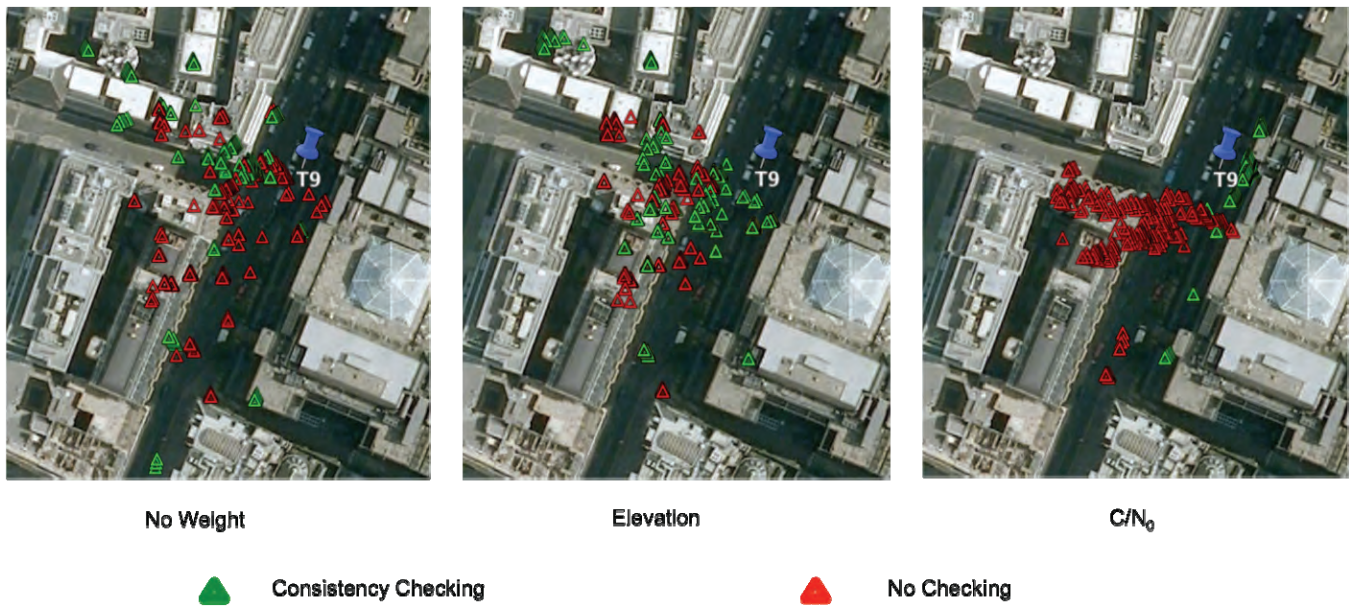 T9
T9
T9
No Weight
Elevation
C/N₀
Consistency Checking
No Checking